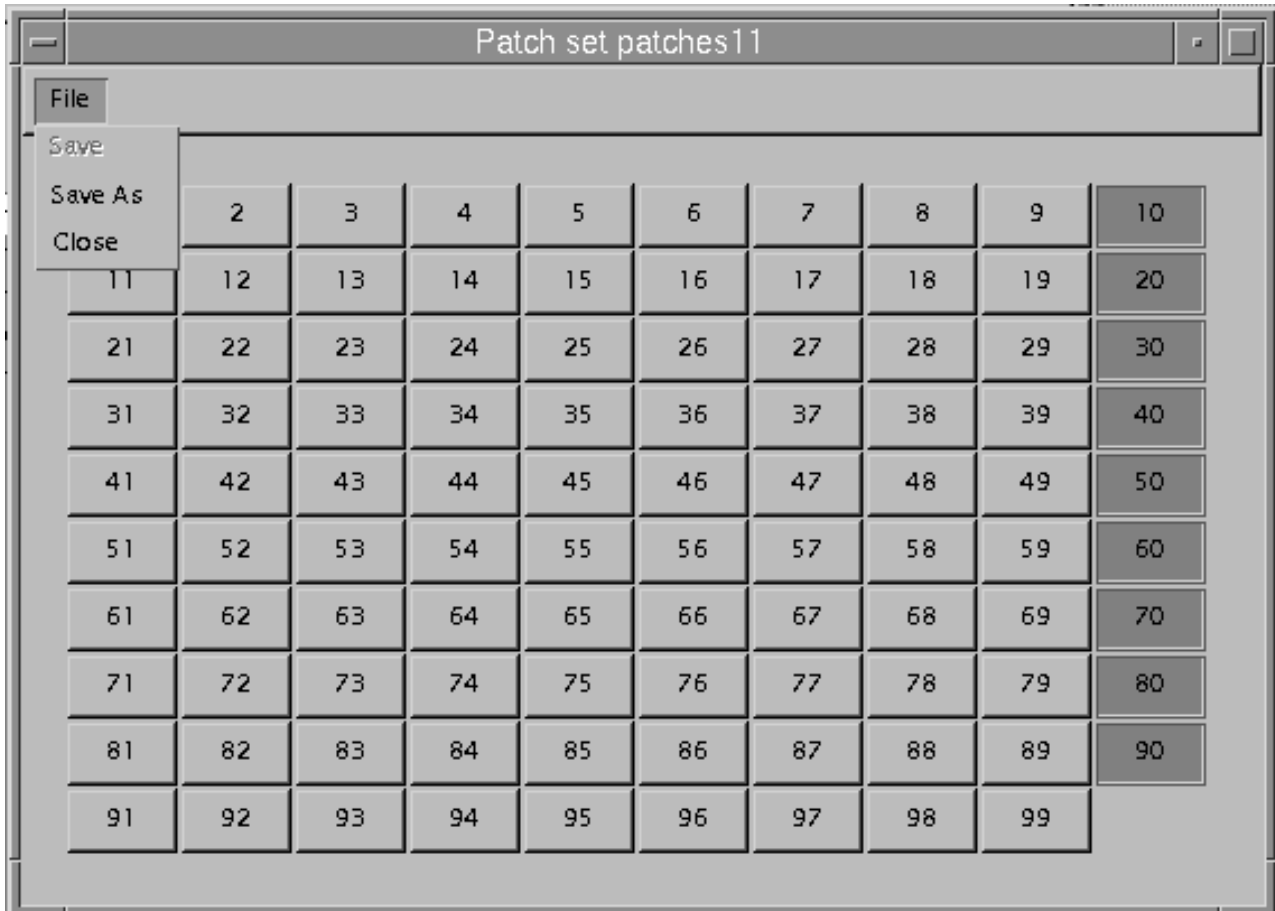 Patch set patches11
File
Save
Save As
Close
2 3 4 5 6 7 8 9 10
11 12 13 14 15 16 17 18 19 20
21 22 23 24 25 26 27 28 29 30
31 32 33 34 35 36 37 38 39 40
41 42 43 44 45 46 47 48 49 50
51 52 53 54 55 56 57 58 59 60
61 62 63 64 65 66 67 68 69 70
71 72 73 74 75 76 77 78 79 80
81 82 83 84 85 86 87 88 89 90
91 92 93 94 95 96 97 98 99